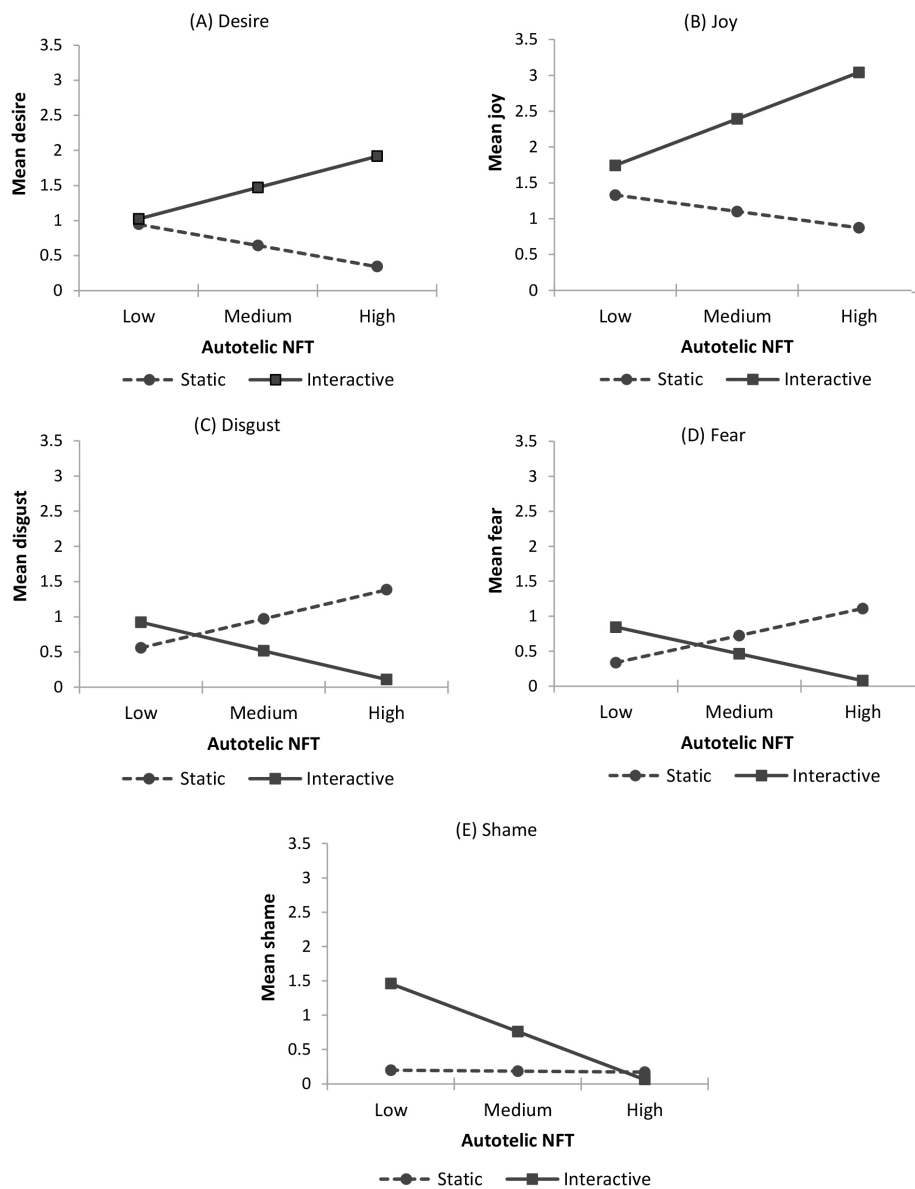 (A) Desire
3.5
3
2.5
2
1.5
1
0.5
0
Mean desire
Low Medium High
Autotelic NFT
Static Interactive
(B) Joy
3.5
3
2.5
2
1.5
1
0.5
0
Mean joy
Low Medium High
Autotelic NFT
Static Interactive
(C) Disgust
3.5
3
2.5
2
1.5
1
0.5
0
Mean disgust
Low Medium High
Autotelic NFT
Static Interactive
(D) Fear
3.5
3
2.5
2
1.5
1
0.5
0
Mean fear
Low Medium High
Autotelic NFT
Static Interactive
(E) Shame
3.5
3
2.5
2
1.5
1
0.5
0
Mean shame
Low Medium High
Autotelic NFT
Static Interactive